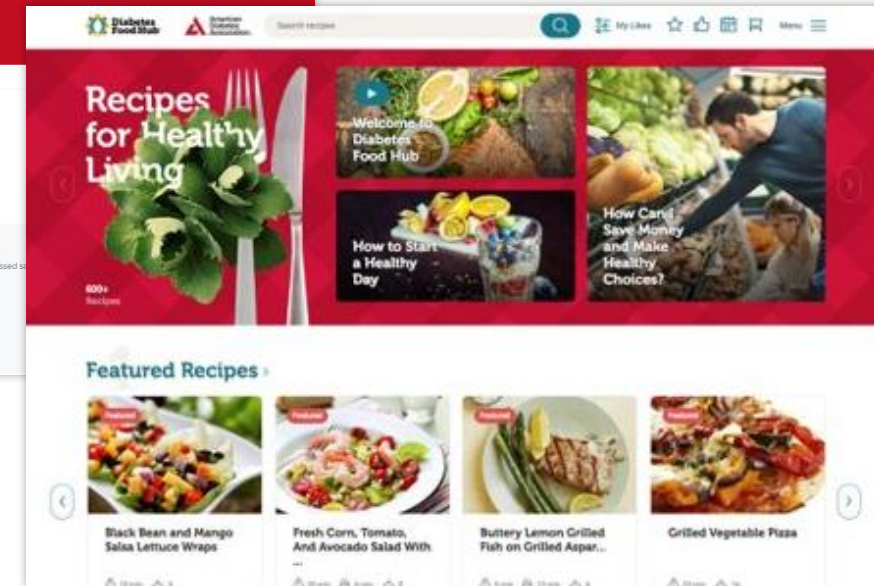 Diabetes
Food Hub
American
Diabetes
Association
Search recipes
My Likes
Menu
Recipes
for Healthy
Living
600+
Recipes
Welcome to
Diabetes
Food Hub
How to Start
a Healthy
Day
How Can I
Save Money
and Make
Healthy
Choices?
Featured Recipes ›
Featured
Featured
Featured
Featured
Black Bean and Mango
Salsa Lettuce Wraps
Fresh Corn, Tomato,
And Avocado Salad With
...
Buttery Lemon Grilled
Fish on Grilled Aspar...
Grilled Vegetable Pizza